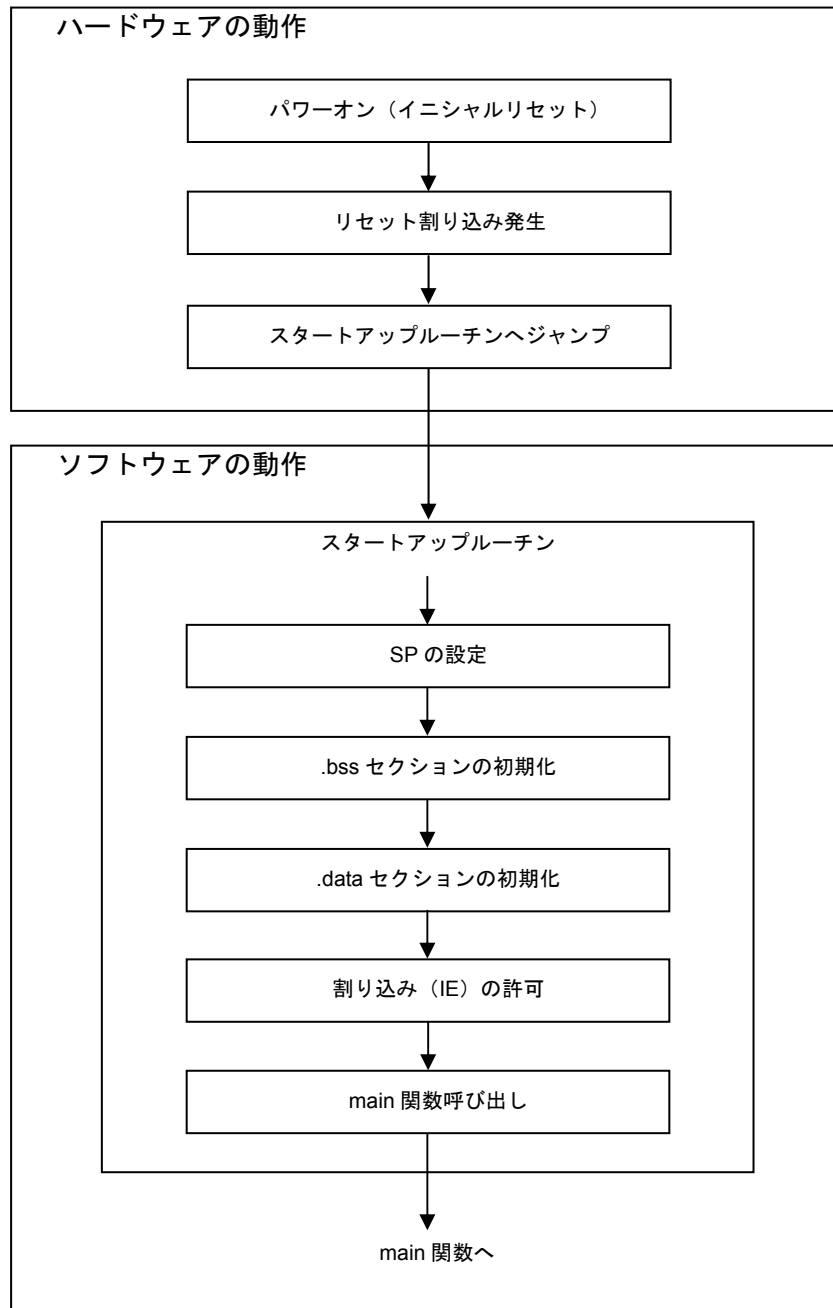 ハードウェアの動作
パワーオン（イニシャルリセット）
リセット割り込み発生
スタートアップルーチンへジャンプ
ソフトウェアの動作
スタートアップルーチン
SP の設定
.bss セクションの初期化
.data セクションの初期化
割り込み（IE）の許可
main 関数呼び出し
main 関数へ